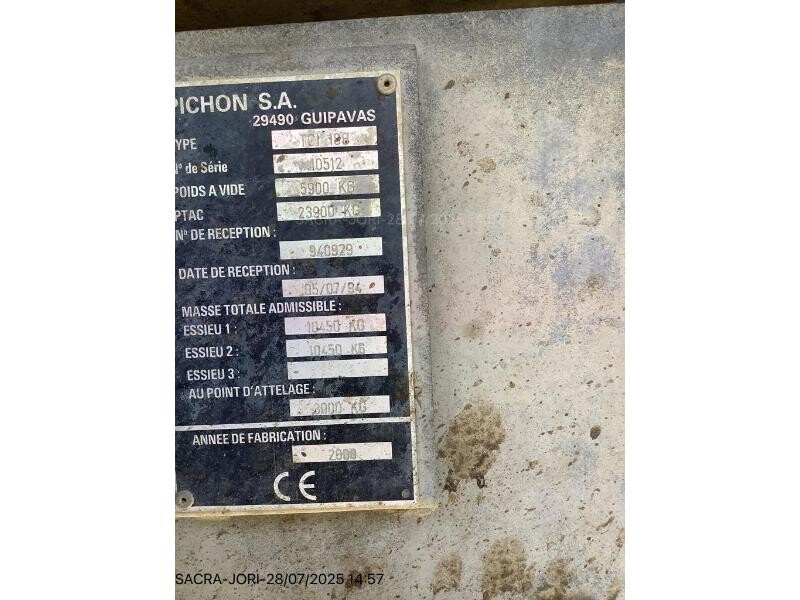 PICHON S.A.
29490 GUIPAVAS
TYPE
N° de Série 10512
POIDS A VIDE 5900 KG
PTAC 23900 KG
N° DE RECEPTION :
940929
DATE DE RECEPTION :
05/07/94
MASSE TOTALE ADMISSIBLE :
ESSIEU 1 : 10450 KG
ESSIEU 2 : 10450 KG
ESSIEU 3 :
AU POINT D'ATTELAGE :
3000 KG
ANNEE DE FABRICATION :
CE
SACRA-JORI-28/07/2025 14:57